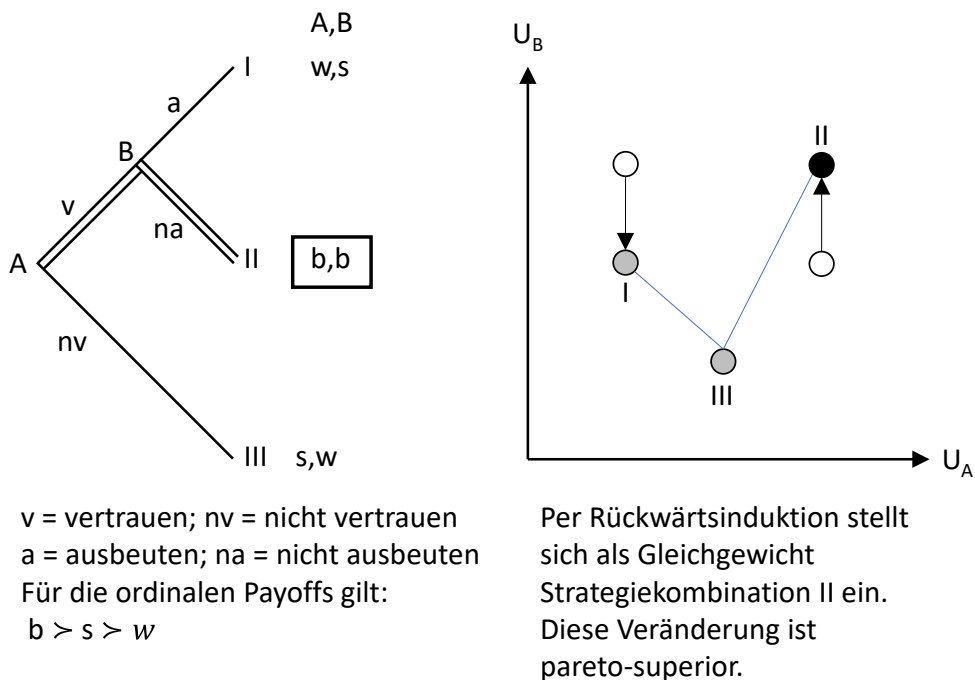 A,B
I w,s
a
B
v
na
A
II b,b
nv
III s,w
v = vertrauen; nv = nicht vertrauen
a = ausbeuten; na = nicht ausbeuten
Für die ordinalen Payoffs gilt:
b ≻ s ≻ w
U_B
II
I
III
U_A
Per Rückwärtsinduktion stellt
sich als Gleichgewicht
Strategiekombination II ein.
Diese Veränderung ist
pareto-superior.